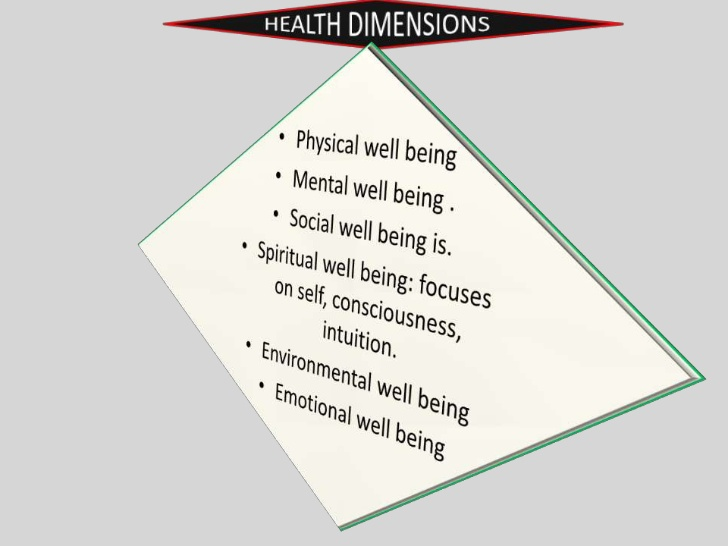 HEALTH DIMENSIONS
• Physical well being
• Mental well being .
• Social well being is.
• Spiritual well being: focuses
on self, consciousness,
intuition.
• Environmental well being
• Emotional well being